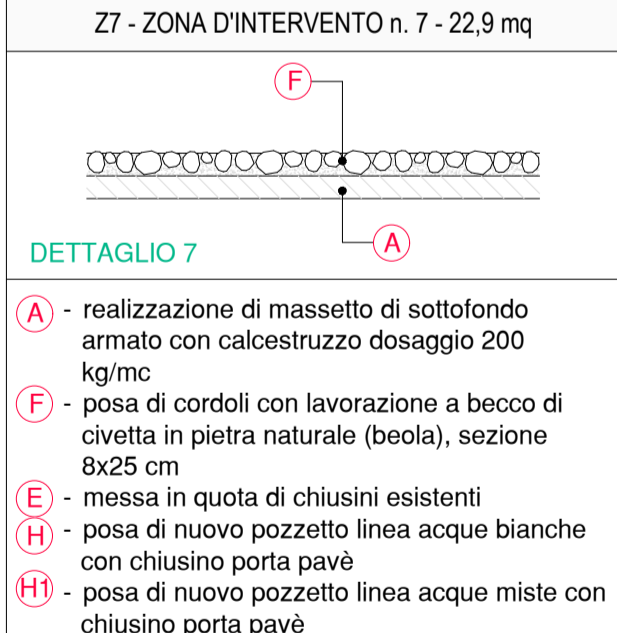 Z7 - ZONA D'INTERVENTO n. 7 - 22,9 mq
F
A
DETTAGLIO 7
A - realizzazione di massetto di sottofondo
armato con calcestruzzo dosaggio 200
kg/mc
F - posa di cordoli con lavorazione a becco di
civetta in pietra naturale (beola), sezione
8x25 cm
E - messa in quota di chiusini esistenti
H - posa di nuovo pozzetto linea acque bianche
con chiusino porta pavè
H1 - posa di nuovo pozzetto linea acque miste con
chiusino porta pavè